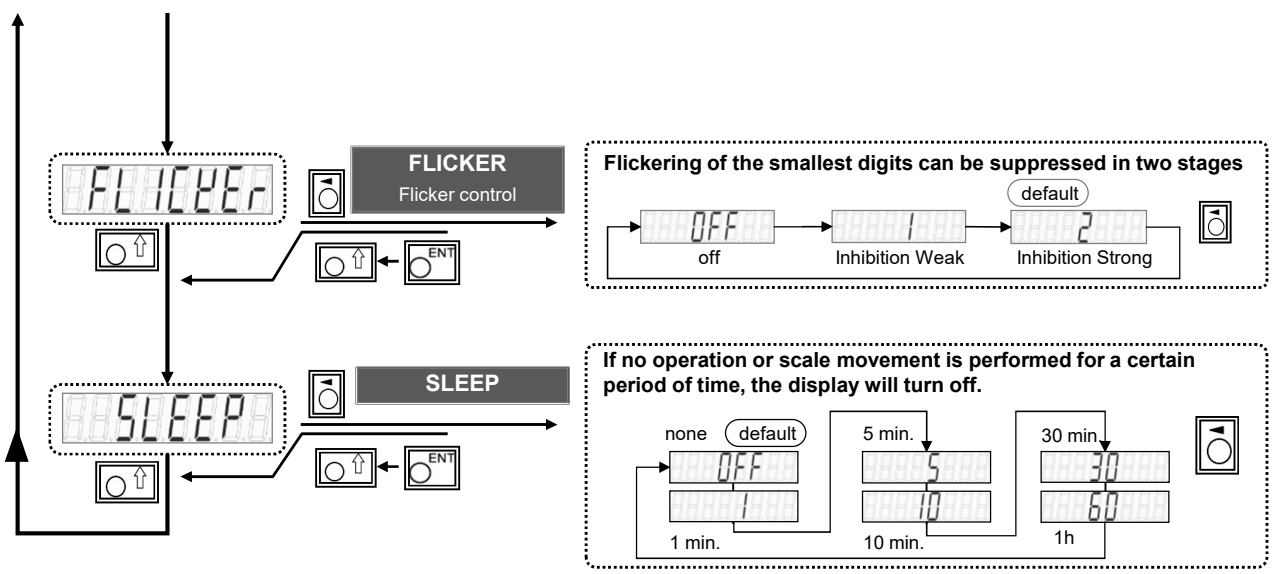 FLICKEr
FLICKER
Flicker control
ENT
Flickering of the smallest digits can be suppressed in two stages
default
OFF
1
2
off
Inhibition Weak
Inhibition Strong
SLEEP
SLEEP
ENT
If no operation or scale movement is performed for a certain
period of time, the display will turn off.
none
default
5 min.
30 min.
OFF
5
30
1
10
60
1 min.
10 min.
1h